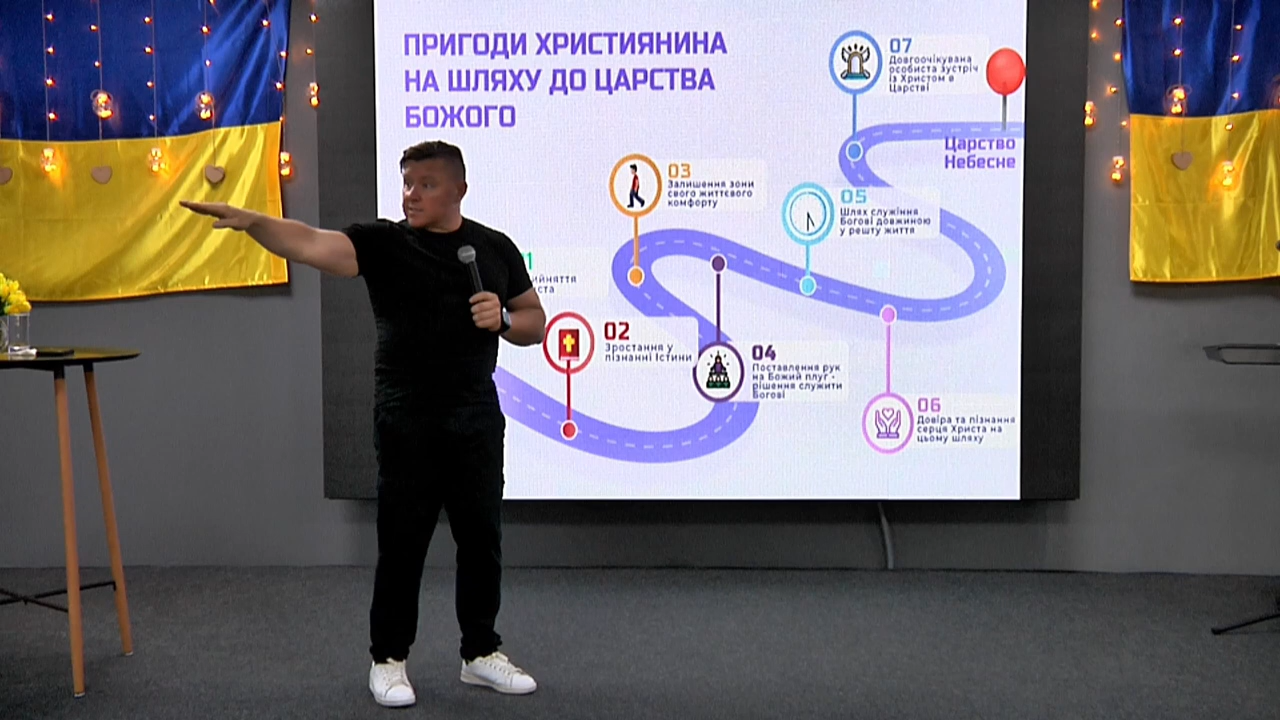 ПРИГОДИ ХРИСТИЯНИНА
НА ШЛЯХУ ДО ЦАРСТВА
БОЖОГО
02
Зростання у
пізнанні Істини
03
Залишення зони
свого життєвого
комфорту
04
Поставлення рук
на Божий плуг -
рішення служити
Богові
05
Шлях служіння
Богові довжиною
у решту життя
06
Довіра та пізнання
серця Христа на
цьому шляху
07
Довгоочікувана
особиста зустріч
із Христом в
Царстві
Царство
Небесне